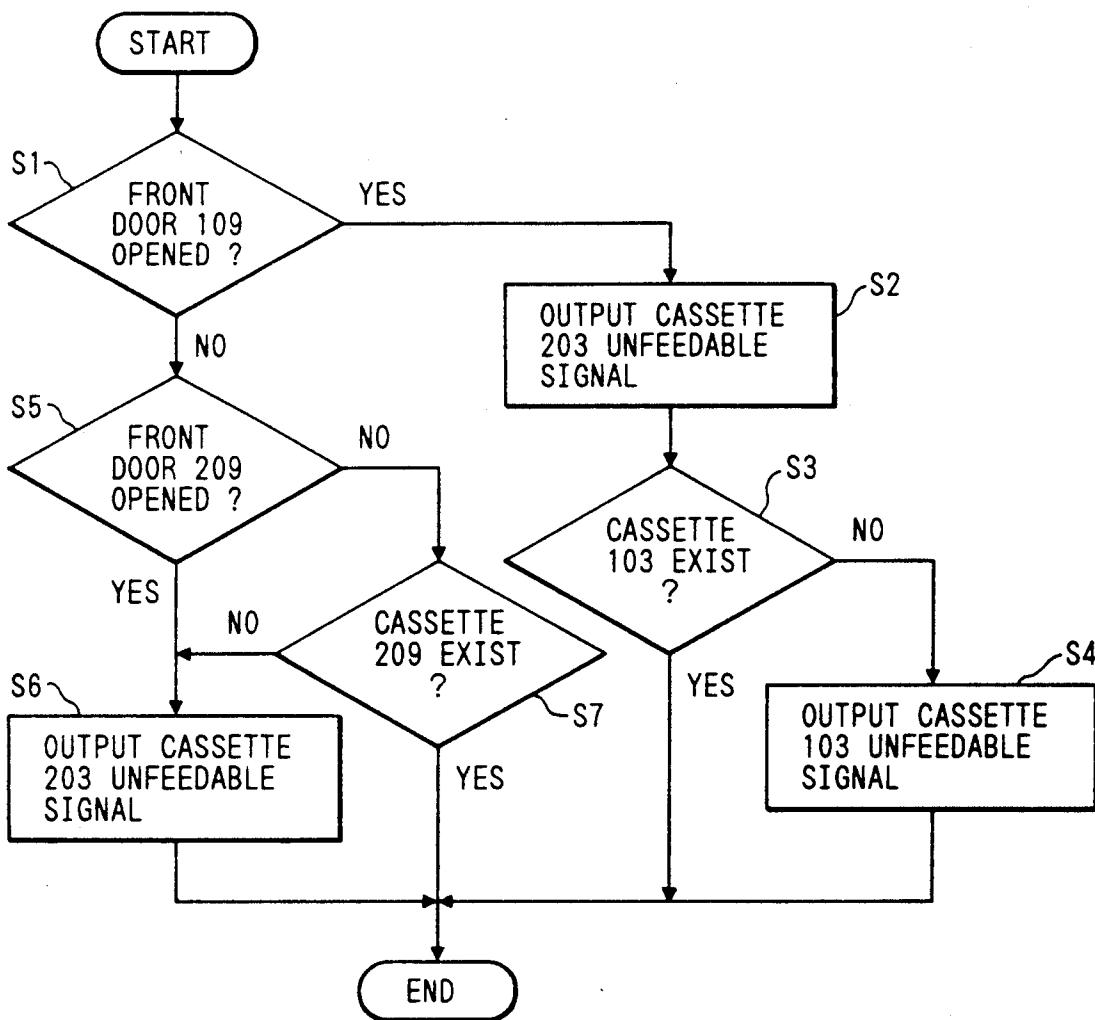 START
S1
FRONT
DOOR 109
OPENED ?
YES
NO
S2
OUTPUT CASSETTE
203 UNFEEDABLE
SIGNAL
S5
FRONT
DOOR 209
OPENED ?
NO
YES
S3
CASSETTE
103 EXIST
?
NO
YES
NO
CASSETTE
209 EXIST
?
S7
YES
S6
OUTPUT CASSETTE
203 UNFEEDABLE
SIGNAL
S4
OUTPUT CASSETTE
103 UNFEEDABLE
SIGNAL
END